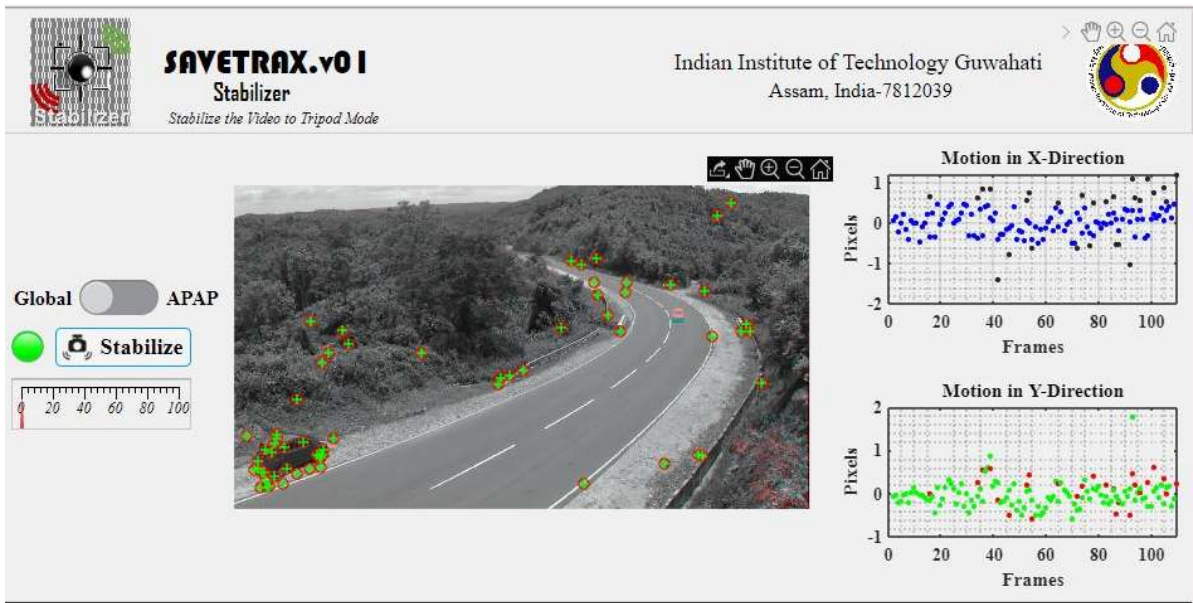 SAVETRAX.v01
Stabilizer
Stabilize the Video to Tripod Mode
Stabilizer
Indian Institute of Technology Guwahati
Assam, India-7812039
Global
APAP
Stabilize
0 20 40 60 80 100
Motion in X-Direction
Pixels
1
0
-1
-2
0 20 40 60 80 100
Frames
Motion in Y-Direction
Pixels
2
1
0
-1
0 20 40 60 80 100
Frames